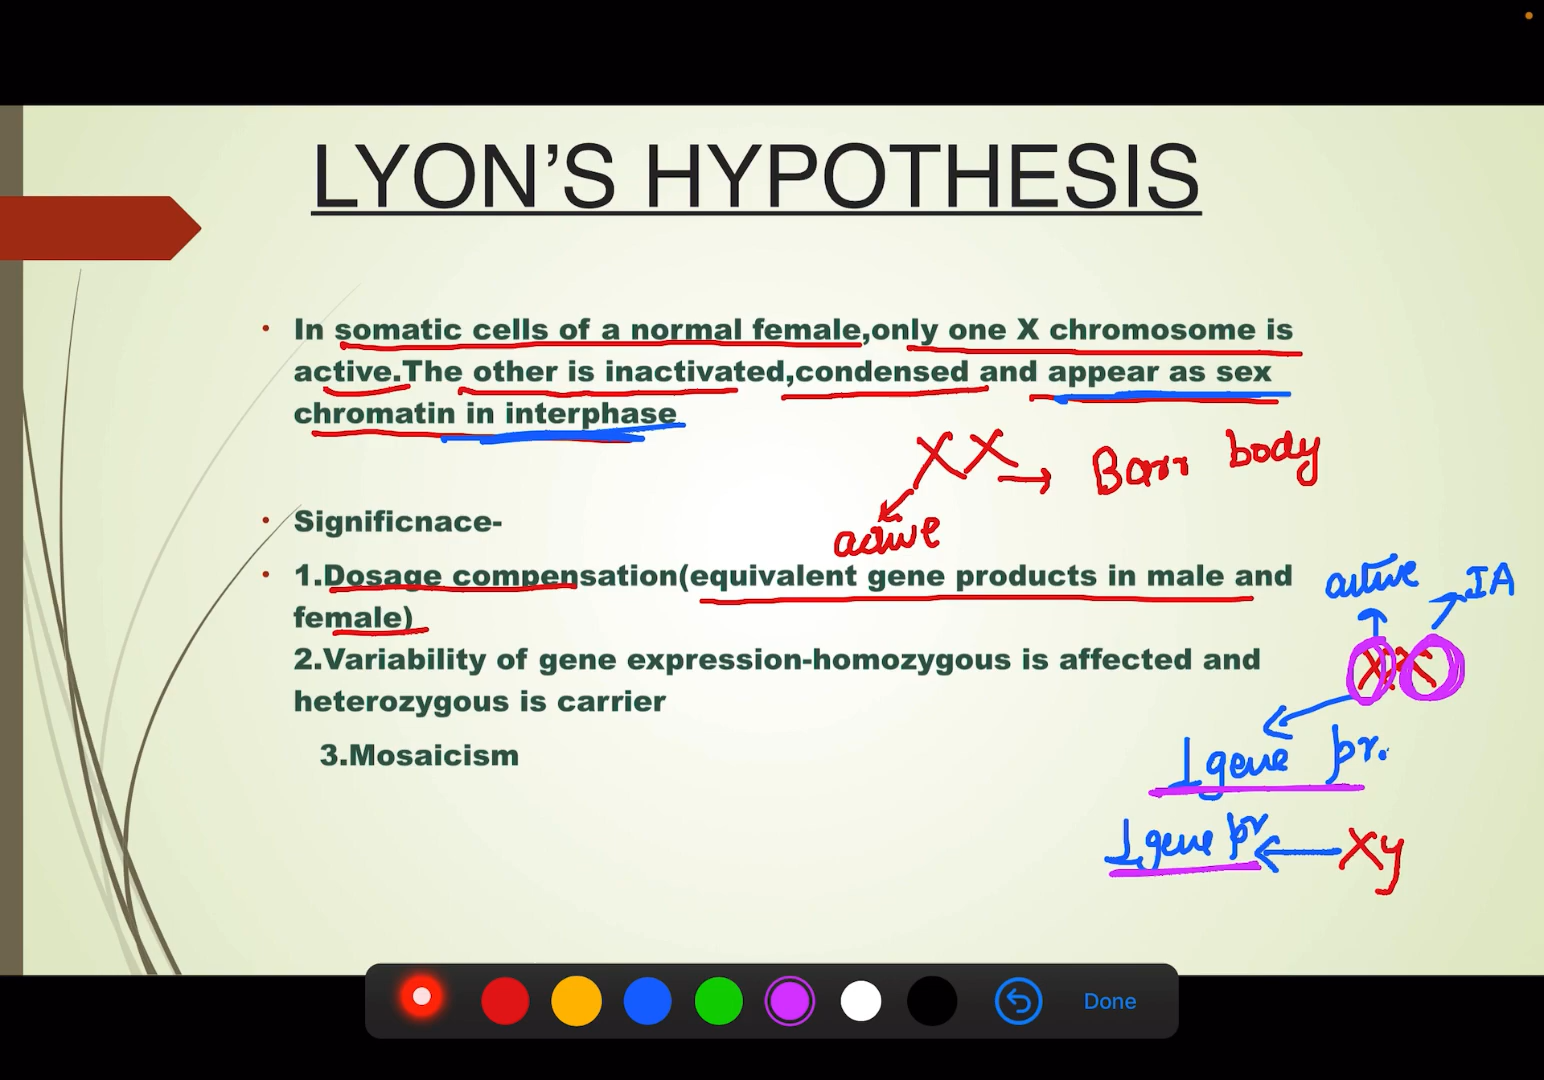 LYON’S HYPOTHESIS
• In somatic cells of a normal female,only one X chromosome is
active.The other is inactivated,condensed and appear as sex
chromatin in interphase
XX → Barr body
active
• Significnace-
• 1.Dosage compensation(equivalent gene products in male and
female)
2.Variability of gene expression-homozygous is affected and
heterozygous is carrier
3.Mosaicism
active IA
XX
1 gene pr.
1 gene pr ← Xy
Done